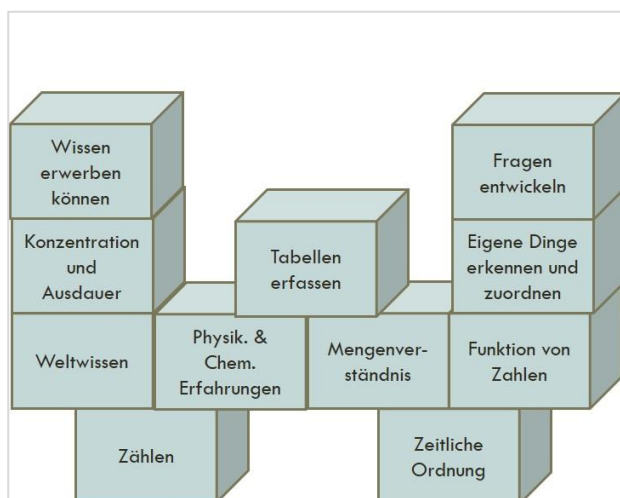 Wissen
erwerben
können
Fragen
entwickeln
Konzentration
und
Ausdauer
Tabellen
erfassen
Eigene Dinge
erkennen und
zuordnen
Weltwissen
Physik. &
Chem.
Erfahrungen
Mengenver-
ständnis
Funktion von
Zahlen
Zählen
Zeitliche
Ordnung